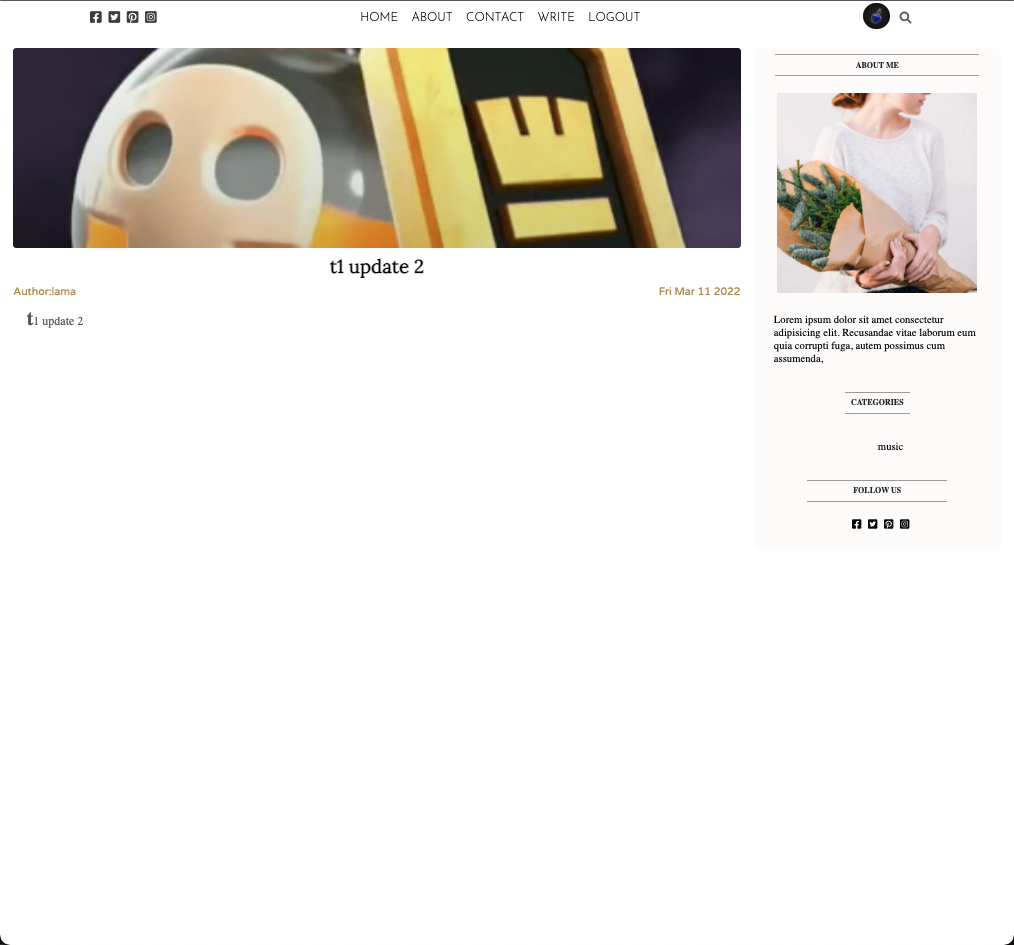 HOME ABOUT CONTACT WRITE LOGOUT
t1 update 2
Author:lama Fri Mar 11 2022
t1 update 2
ABOUT ME
Lorem ipsum dolor sit amet consectetur
adipisicing elit. Recusandae vitae laborum eum
quia corrupti fuga, autem possimus cum
assumenda,
CATEGORIES
music
FOLLOW US